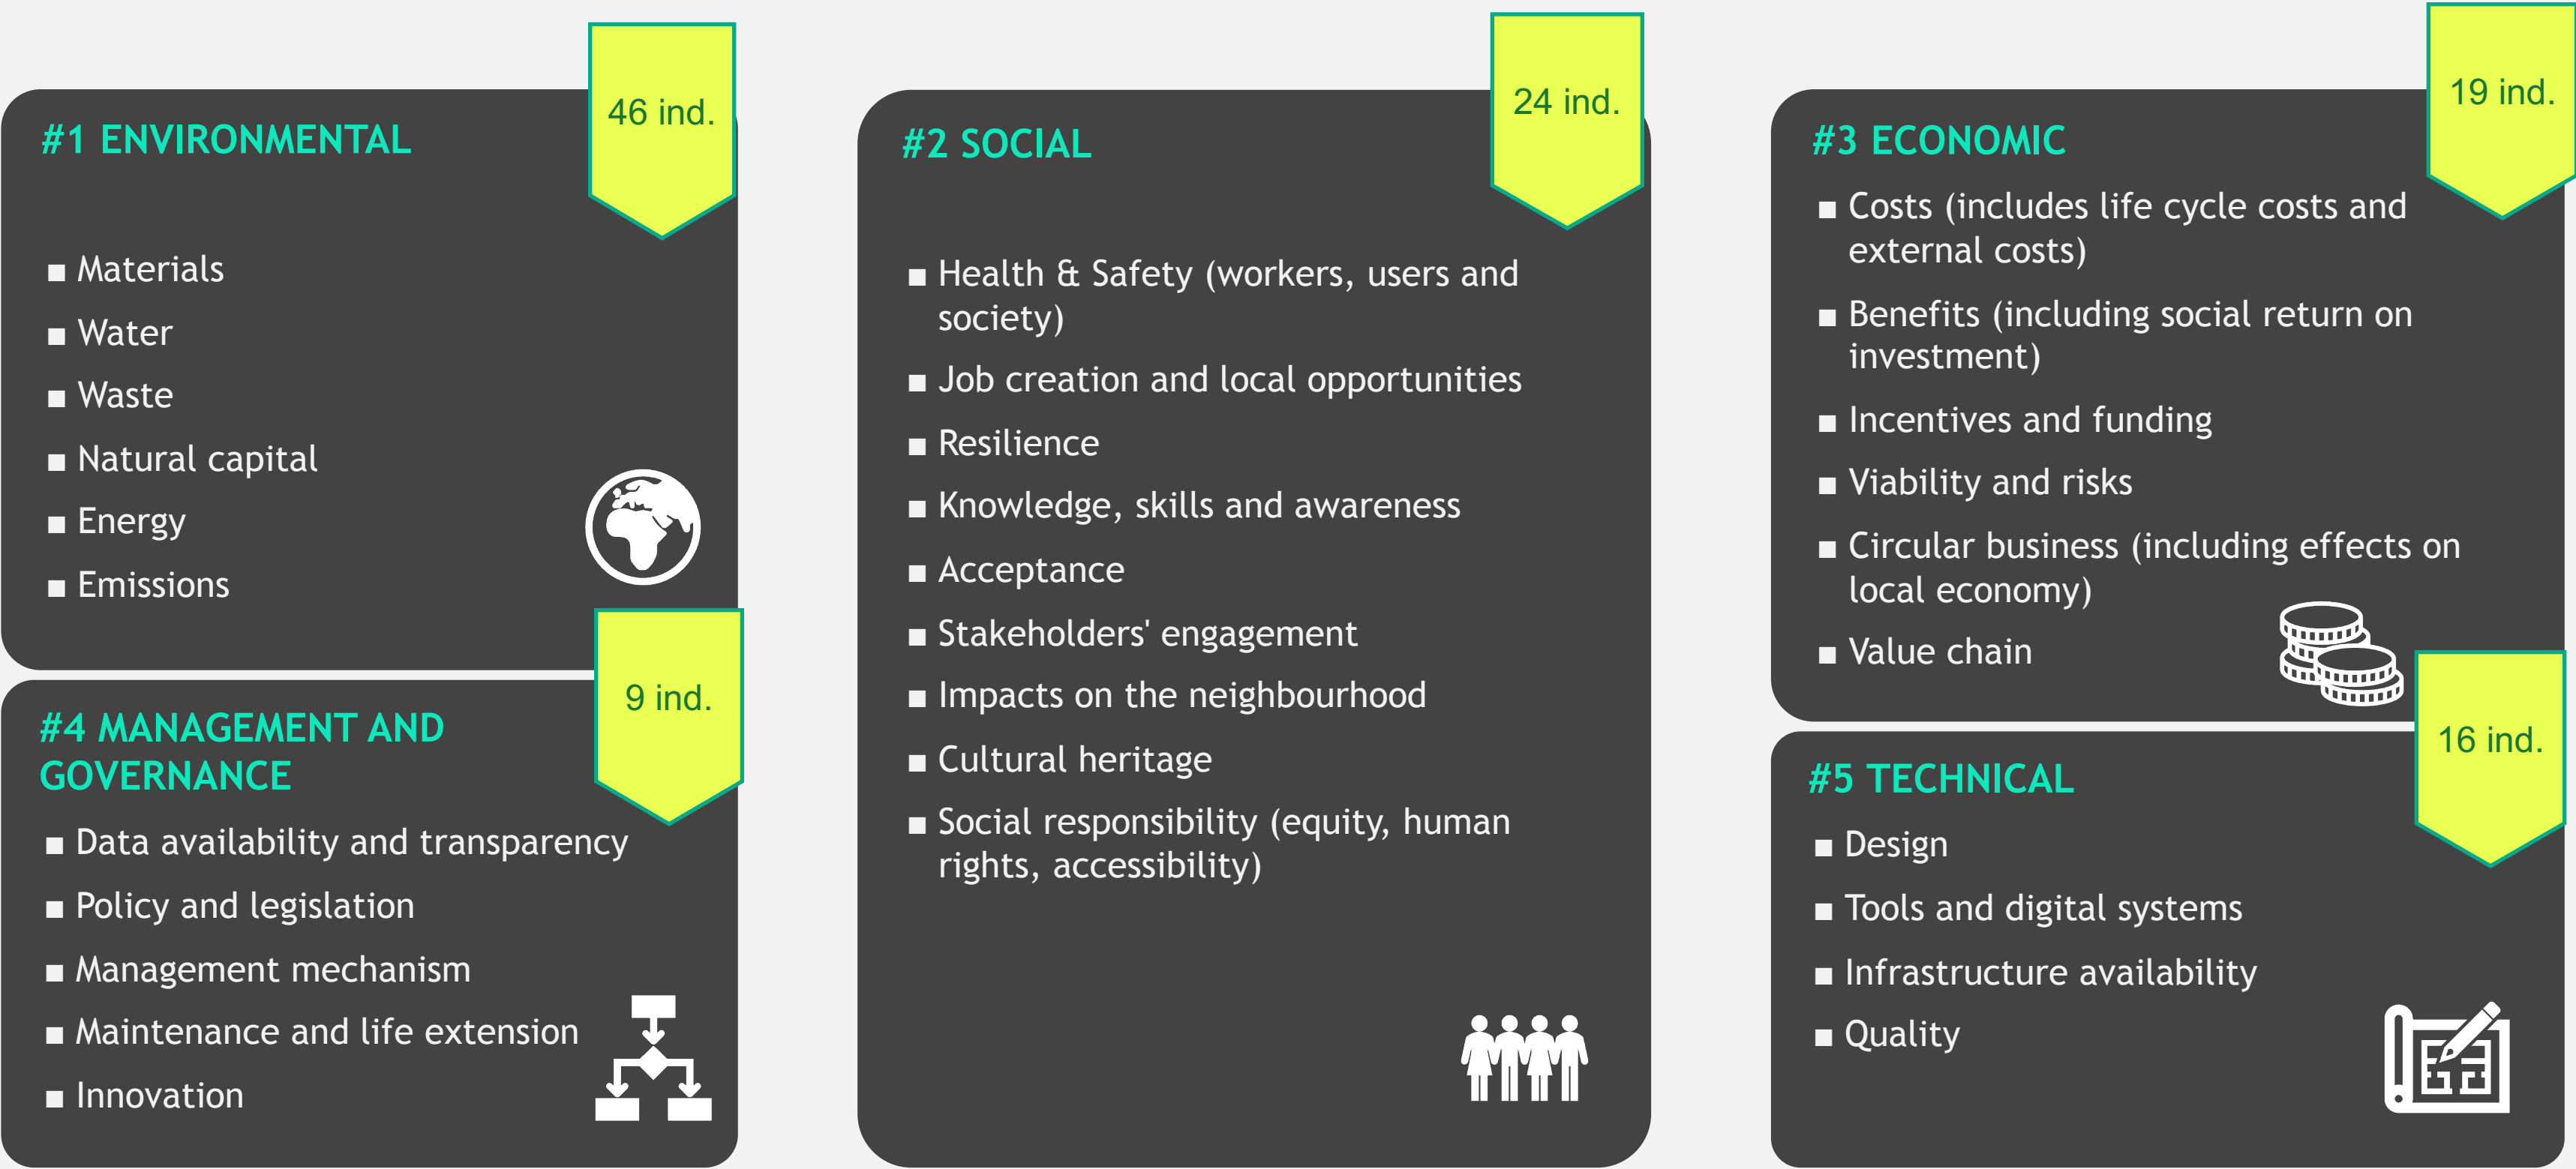 46 ind.
#1 ENVIRONMENTAL
■ Materials
■ Water
■ Waste
■ Natural capital
■ Energy
■ Emissions
9 ind.
#4 MANAGEMENT AND
GOVERNANCE
■ Data availability and transparency
■ Policy and legislation
■ Management mechanism
■ Maintenance and life extension
■ Innovation
24 ind.
#2 SOCIAL
■ Health & Safety (workers, users and
society)
■ Job creation and local opportunities
■ Resilience
■ Knowledge, skills and awareness
■ Acceptance
■ Stakeholders' engagement
■ Impacts on the neighbourhood
■ Cultural heritage
■ Social responsibility (equity, human
rights, accessibility)
19 ind.
#3 ECONOMIC
■ Costs (includes life cycle costs and
external costs)
■ Benefits (including social return on
investment)
■ Incentives and funding
■ Viability and risks
■ Circular business (including effects on
local economy)
■ Value chain
16 ind.
#5 TECHNICAL
■ Design
■ Tools and digital systems
■ Infrastructure availability
■ Quality